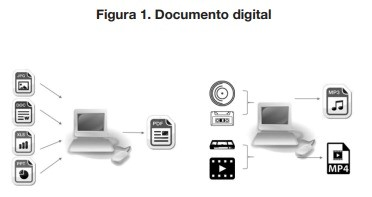 Figura 1. Documento digital
JPG
DOC
XLS
PPT
PDF
MP3
MP4